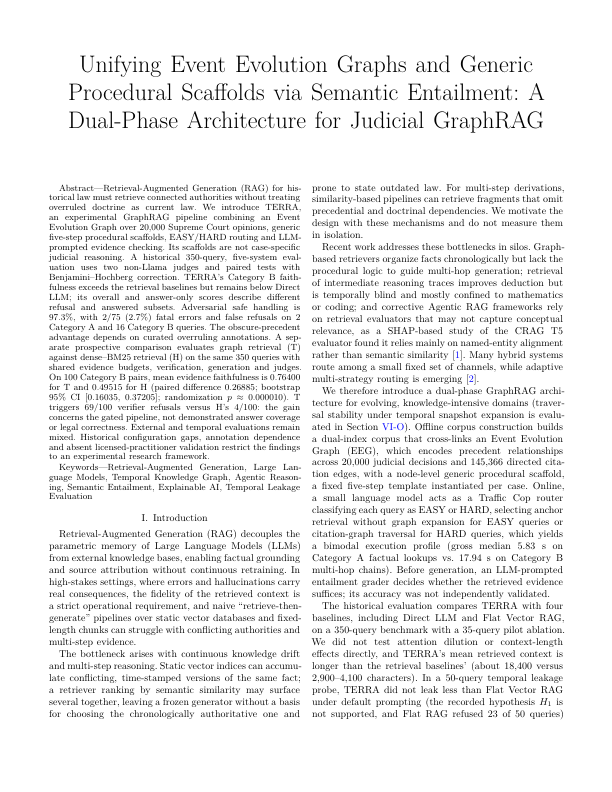 Unifying Event Evolution Graphs and Generic
Procedural Scaffolds via Semantic Entailment: A
Dual-Phase Architecture for Judicial GraphRAG
Abstract—Retrieval-Augmented Generation (RAG) for his-
torical law must retrieve connected authorities without treating
overruled doctrine as current law. We introduce TERRA,
an experimental GraphRAG pipeline combining an Event
Evolution Graph over 20,000 Supreme Court opinions, generic
five-step procedural scaffolds, EASY/HARD routing and LLM-
prompted evidence checking. Its scaffolds are not case-specific
judicial reasoning. A historical 350-query, five-system eval-
uation uses two non-Llama judges and paired tests with
Benjamini–Hochberg correction. TERRA's Category B faith-
fulness exceeds the retrieval baselines but remains below Direct
LLM; its overall and answer-only scores describe different
refusal and answered subsets. Adversarial safe handling is
97.3%, with 2/75 (2.7%) fatal errors and false refusals on 2
Category A and 16 Category B queries. The obscure-precedent
advantage depends on curated overruling annotations. A sep-
arate prospective comparison evaluates graph retrieval (T)
against dense–BM25 retrieval (H) on the same 350 queries with
shared evidence budgets, verification, generation and judges.
On 100 Category B pairs, mean evidence faithfulness is 0.76400
for T and 0.49515 for H (paired difference 0.26885; bootstrap
95% CI [0.16035, 0.37205]; randomization p ≈ 0.000010). T
triggers 69/100 verifier refusals versus H's 4/100: the gain
concerns the gated pipeline, not demonstrated answer coverage
or legal correctness. External and temporal evaluations remain
mixed. Historical configuration gaps, annotation dependence
and absent licensed-practitioner validation restrict the findings
to an experimental research framework.
Keywords—Retrieval-Augmented Generation, Large Lan-
guage Models, Temporal Knowledge Graph, Agentic Reason-
ing, Semantic Entailment, Explainable AI, Temporal Leakage
Evaluation
I. Introduction
Retrieval-Augmented Generation (RAG) decouples the
parametric memory of Large Language Models (LLMs)
from external knowledge bases, enabling factual grounding
and source attribution without continuous retraining. In
high-stakes settings, where errors and hallucinations carry
real consequences, the fidelity of the retrieved context is
a strict operational requirement, and naive “retrieve-then-
generate” pipelines over static vector databases and fixed-
length chunks can struggle with conflicting authorities and
multi-step evidence.
The bottleneck arises with continuous knowledge drift
and multi-step reasoning. Static vector indices can accumu-
late conflicting, time-stamped versions of the same fact;
a retriever ranking by semantic similarity may surface
several together, leaving a frozen generator without a basis
for choosing the chronologically authoritative one and
prone to state outdated law. For multi-step derivations,
similarity-based pipelines can retrieve fragments that omit
precedential and doctrinal dependencies. We motivate the
design with these mechanisms and do not measure them
in isolation.
Recent work addresses these bottlenecks in silos. Graph-
based retrievers organize facts chronologically but lack the
procedural logic to guide multi-hop generation; retrieval
of intermediate reasoning traces improves deduction but
is temporally blind and mostly confined to mathematics
or coding; and corrective Agentic RAG frameworks rely
on retrieval evaluators that may not capture conceptual
relevance, as a SHAP-based study of the CRAG T5
evaluator found it relies mainly on named-entity alignment
rather than semantic similarity [1]. Many hybrid systems
route among a small fixed set of channels, while adaptive
multi-strategy routing is emerging [2].
We therefore introduce a dual-phase GraphRAG archi-
tecture for evolving, knowledge-intensive domains (traver-
sal stability under temporal snapshot expansion is evalu-
ated in Section VI-O). Offline corpus construction builds
a dual-index corpus that cross-links an Event Evolution
Graph (EEG), which encodes precedent relationships
across 20,000 judicial decisions and 145,366 directed cita-
tion edges, with a node-level generic procedural scaffold,
a fixed five-step template instantiated per case. Online,
a small language model acts as a Traffic Cop router
classifying each query as EASY or HARD, selecting anchor
retrieval without graph expansion for EASY queries or
citation-graph traversal for HARD queries, which yields
a bimodal execution profile (gross median 5.83 s on
Category A factual lookups vs. 17.94 s on Category B
multi-hop chains). Before generation, an LLM-prompted
entailment grader decides whether the retrieved evidence
suffices; its accuracy was not independently validated.
The historical evaluation compares TERRA with four
baselines, including Direct LLM and Flat Vector RAG,
on a 350-query benchmark with a 35-query pilot ablation.
We did not test attention dilution or context-length
effects directly, and TERRA's mean retrieved context is
longer than the retrieval baselines' (about 18,400 versus
2,900–4,100 characters). In a 50-query temporal leakage
probe, TERRA did not leak less than Flat Vector RAG
under default prompting (the recorded hypothesis H1 is
not supported, and Flat RAG refused 23 of 50 queries)